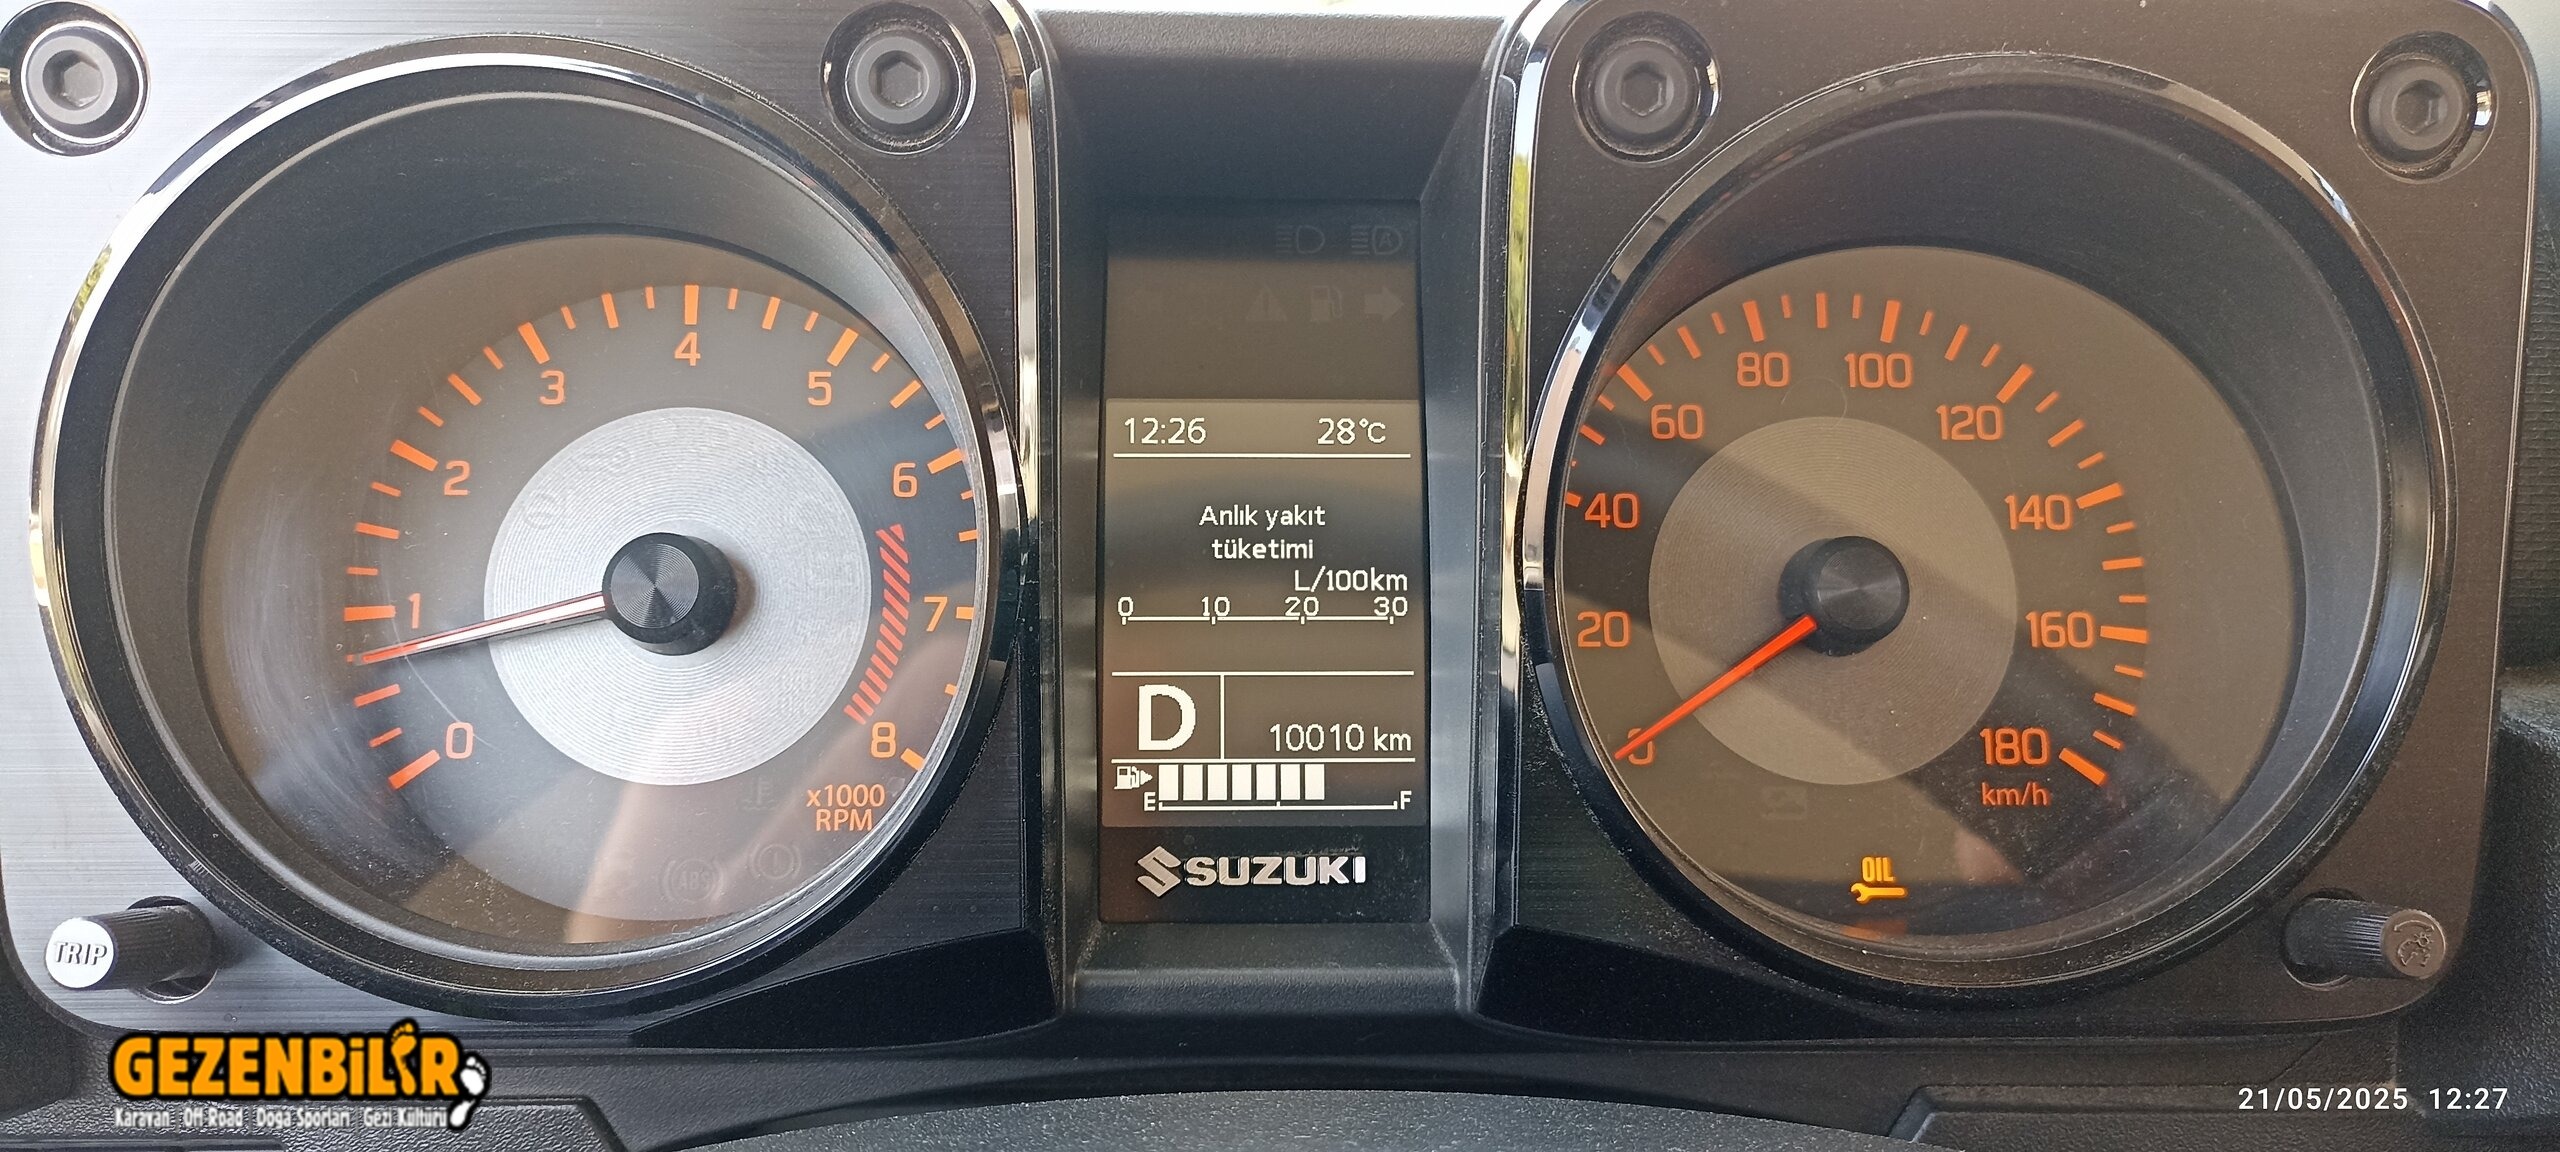 0
1
2
3
4
5
6
7
8
x1000
RPM
ABS
TRIP
12:26 28°C
Anlık yakıt
tüketimi
L/100km
0 10 20 30
D
10010 km
E F
SUZUKI
0
20
40
60
80
100
120
140
160
180
km/h
OIL
GEZENBiLiR
Karavan Off Road Doğa Sporları Gezi Kültürü
21/05/2025 12:27